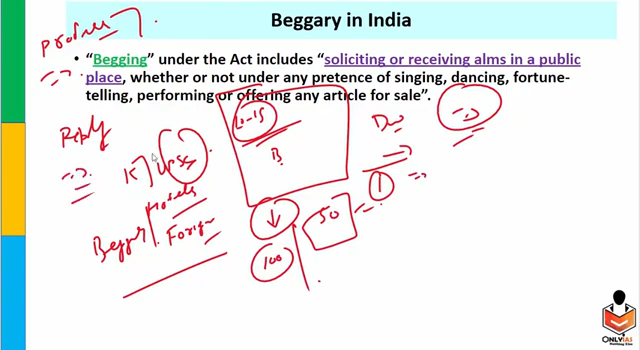 Beggary in India
• “Begging” under the Act includes “soliciting or receiving alms in a public
place, whether or not under any pretence of singing, dancing, fortune-
telling, performing or offering any article for sale”.
10-15
Reply
B
1
50
Hotels
Beggar
Foreign
100
ONLYIAS